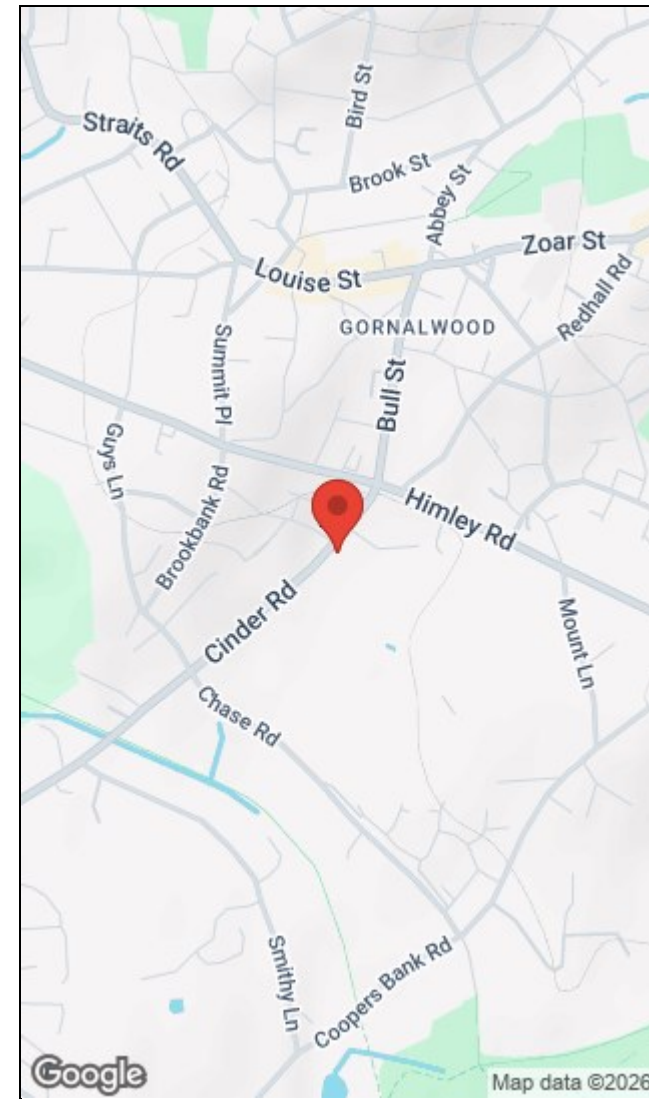 Bird St
Straits Rd
Brook St
Abbey St
Zoar St
Louise St
Redhall Rd
GORNALWOOD
Summit Pl
Bull St
Guys Ln
Brookbank Rd
Himley Rd
Cinder Rd
Mount Ln
Chase Rd
Smithy Ln
Coopers Bank Rd
Google
Map data ©2026